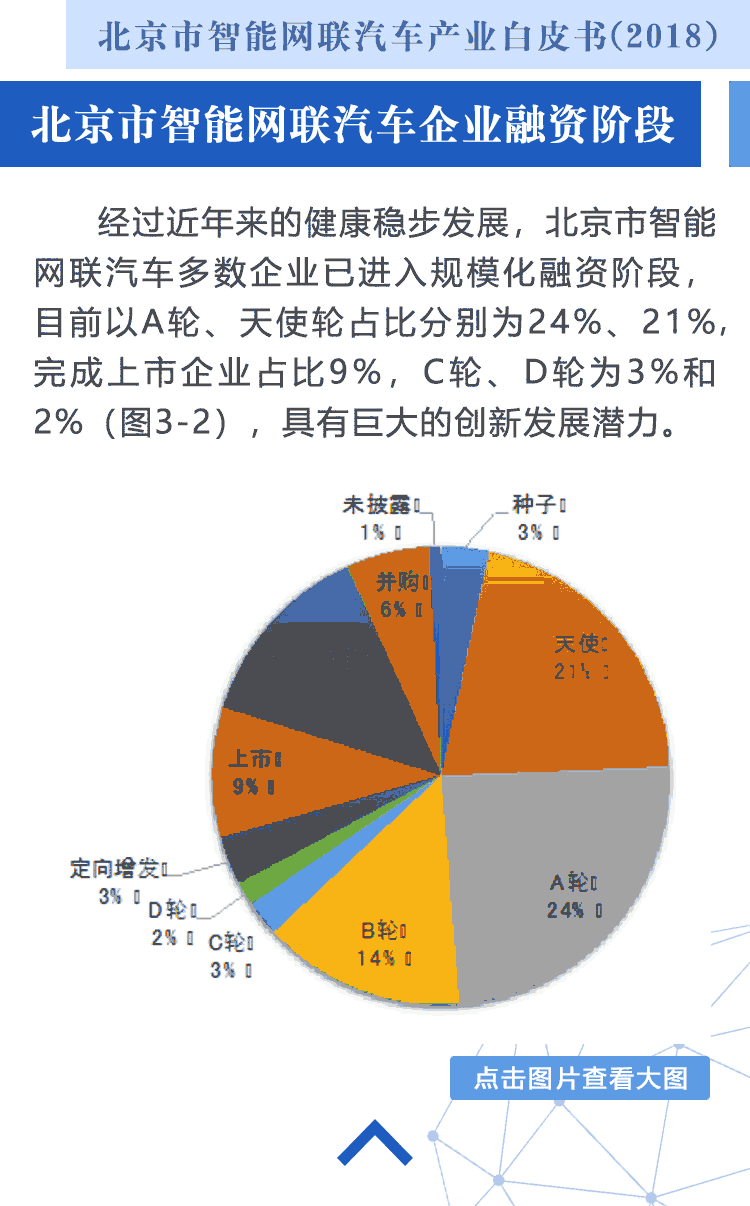 北京市智能网联汽车产业白皮书(2018)
北京市智能网联汽车企业融资阶段
经过近年来的健康稳步发展，北京市智能
网联汽车多数企业已进入规模化融资阶段，
目前以A轮、天使轮占比分别为24%、21%，
完成上市企业占比9%，C轮、D轮为3%和
2%（图3-2），具有巨大的创新发展潜力。
未披露
1%
种子
3%
并购
6%
天使
21%
上市
9%
定向增发
3%
D轮
2%
C轮
3%
B轮
14%
A轮
24%
点击图片查看大图